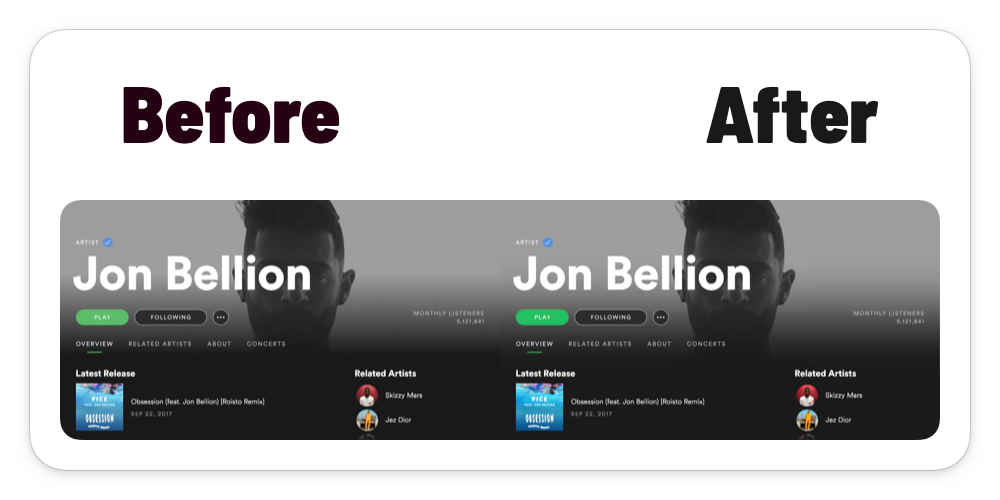 Before
After
ARTIST
Jon Bellion
PLAY
FOLLOWING
MONTHLY LISTENERS
5,121,841
OVERVIEW RELATED ARTISTS ABOUT CONCERTS
Latest Release
Related Artists
VICE
OBSESSION
Obsession (feat. Jon Bellion) [Roisto Remix]
SEP 22, 2017
Skizzy Mars
Jez Dior
ARTIST
Jon Bellion
PLAY
FOLLOWING
MONTHLY LISTENERS
5,121,841
OVERVIEW RELATED ARTISTS ABOUT CONCERTS
Latest Release
Related Artists
VICE
OBSESSION
Obsession (feat. Jon Bellion) [Roisto Remix]
SEP 22, 2017
Skizzy Mars
Jez Dior